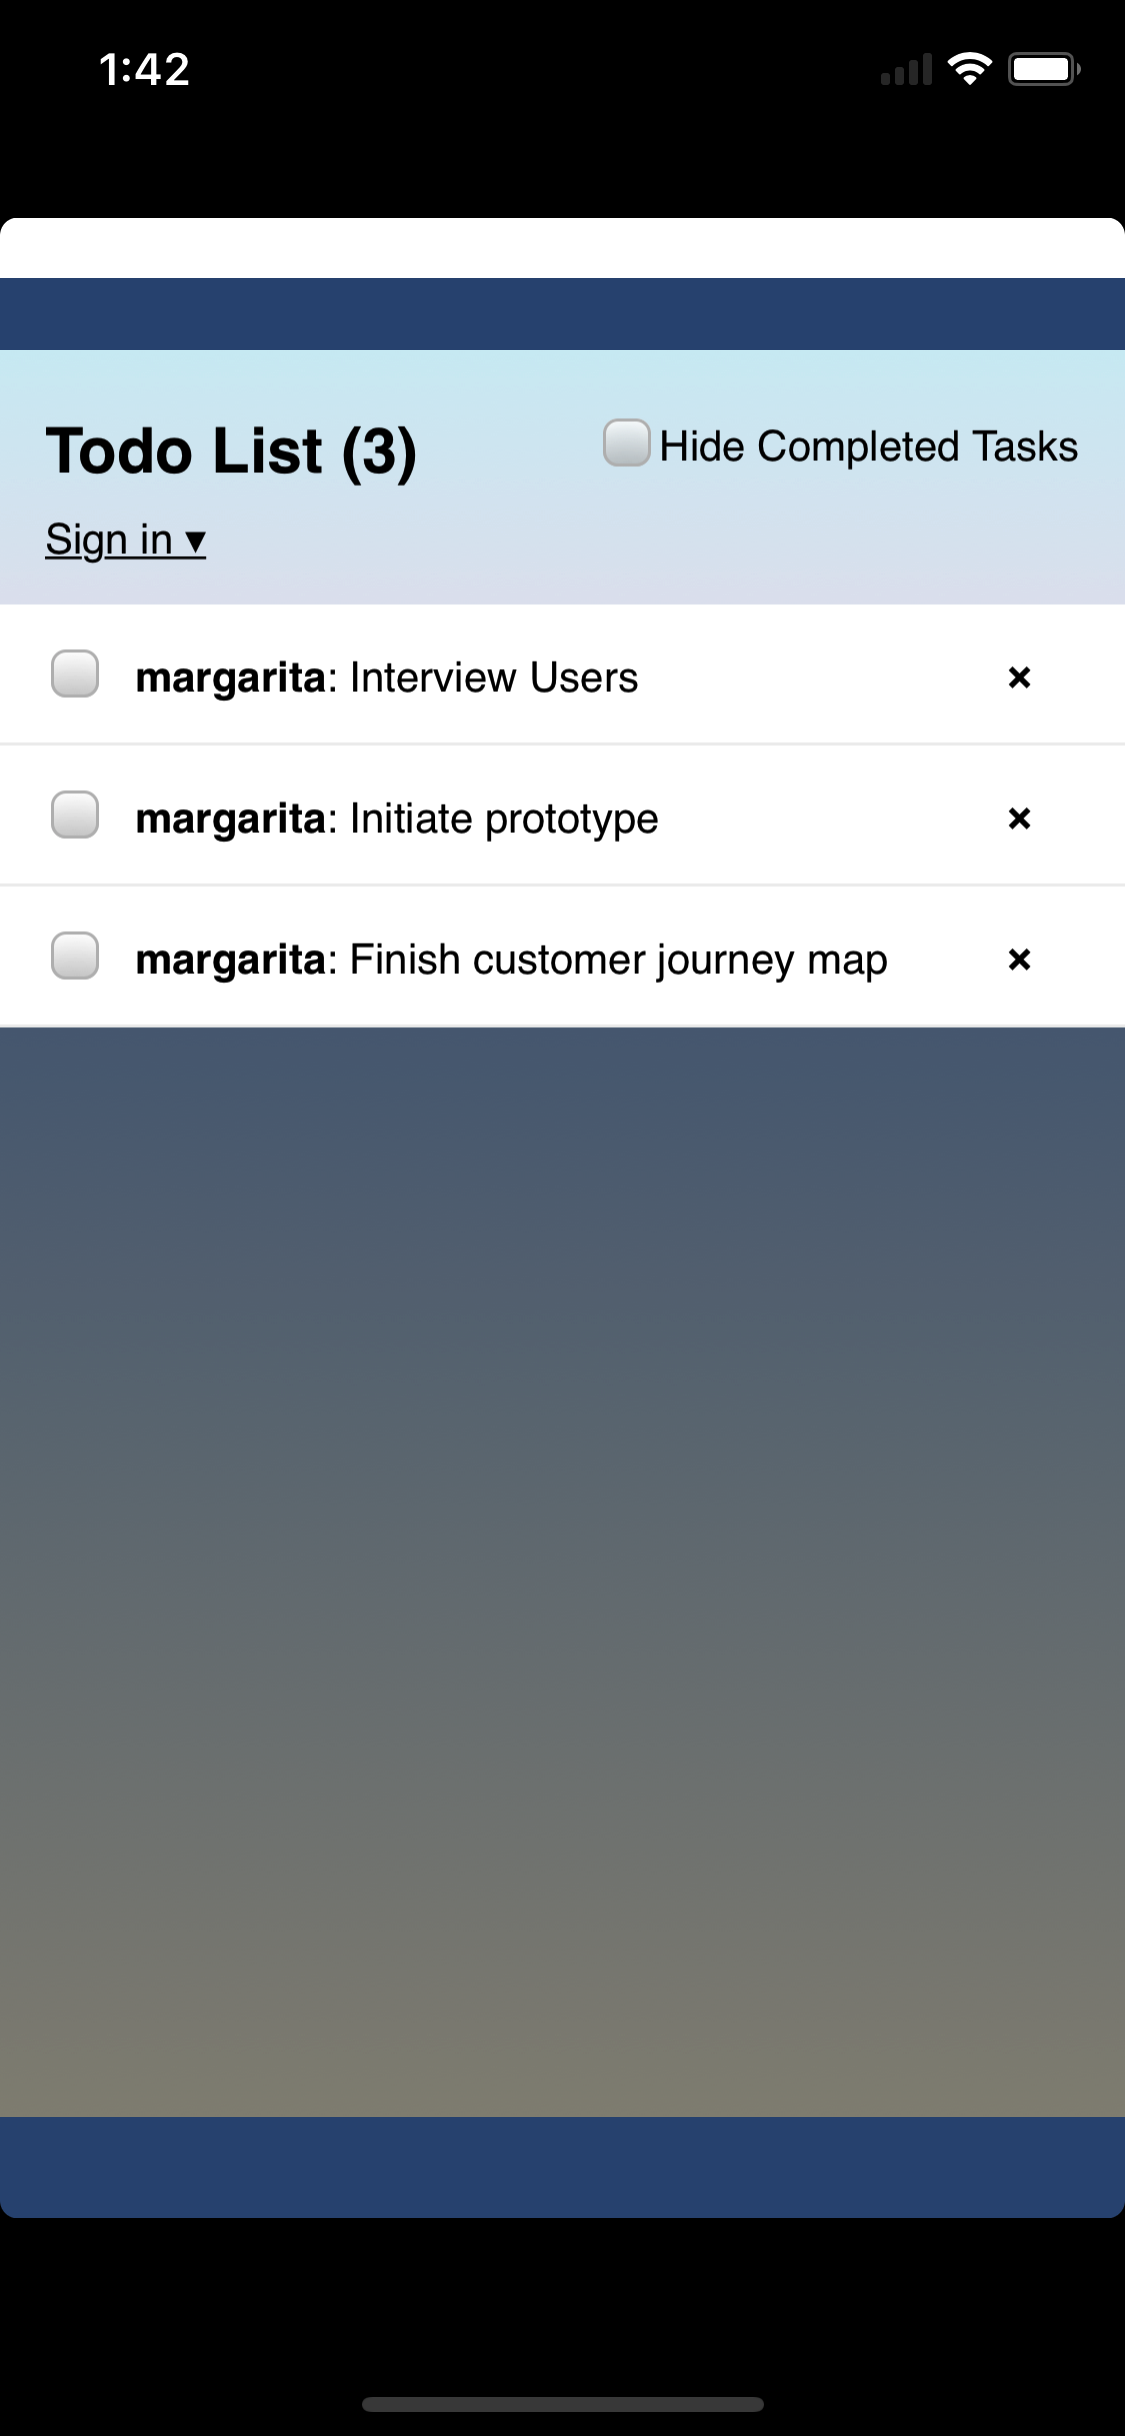 1:42
Todo List (3)
Hide Completed Tasks
Sign in ▾
margarita: Interview Users ×
margarita: Initiate prototype ×
margarita: Finish customer journey map ×